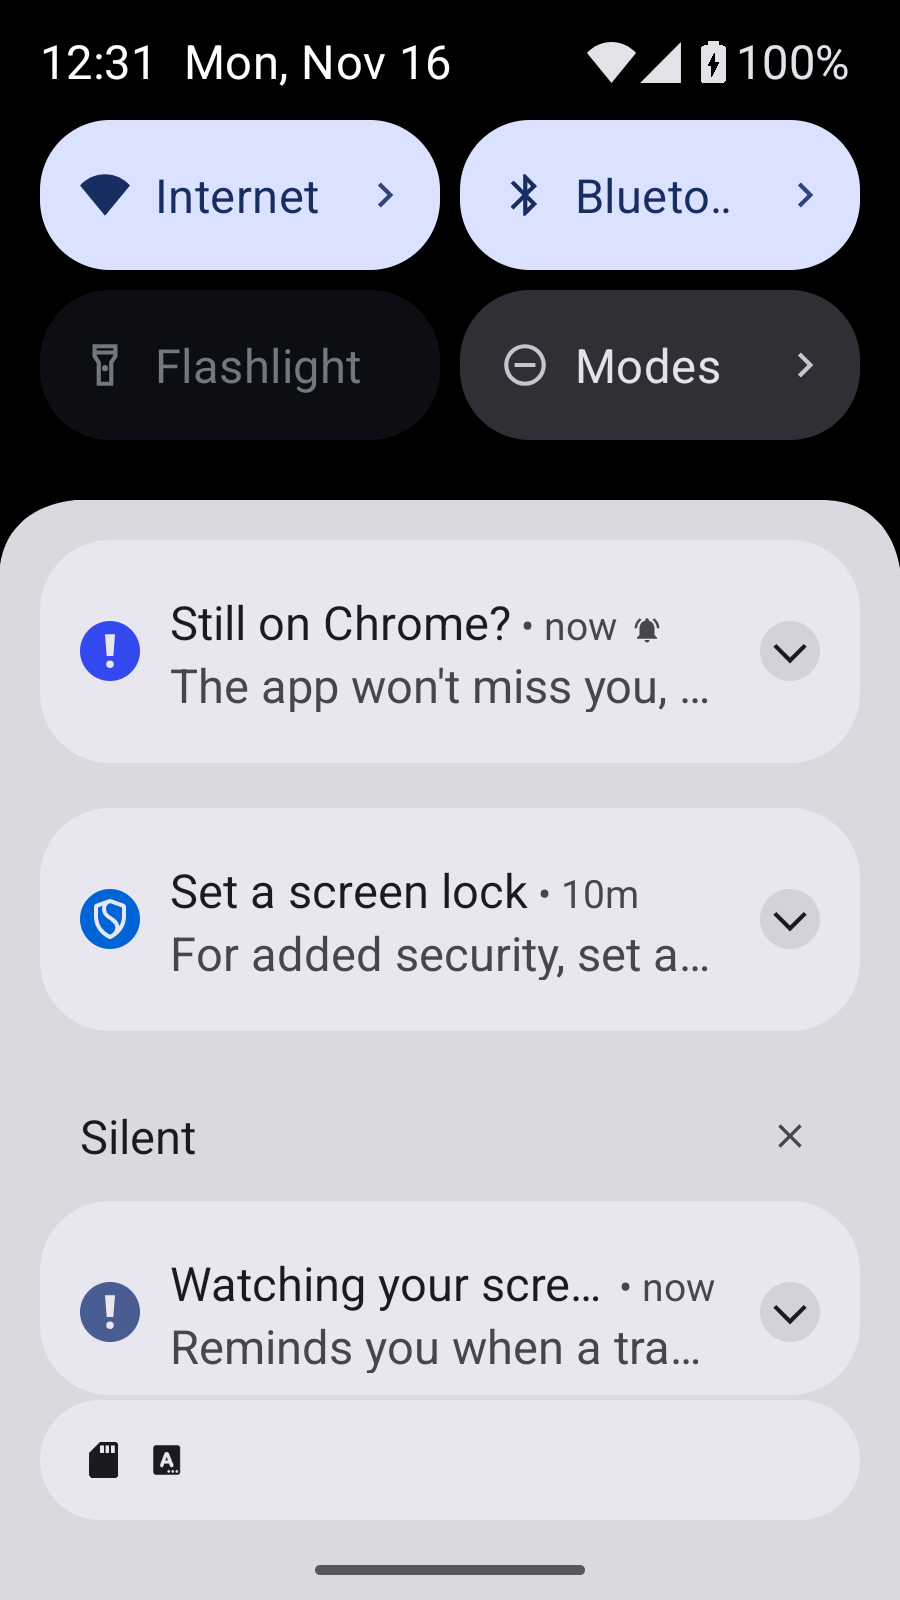 12:31 Mon, Nov 16 100%
Internet
Blueto..
Flashlight
Modes
Still on Chrome? • now
The app won't miss you, …
Set a screen lock • 10m
For added security, set a…
Silent
Watching your scre… • now
Reminds you when a tra…
A